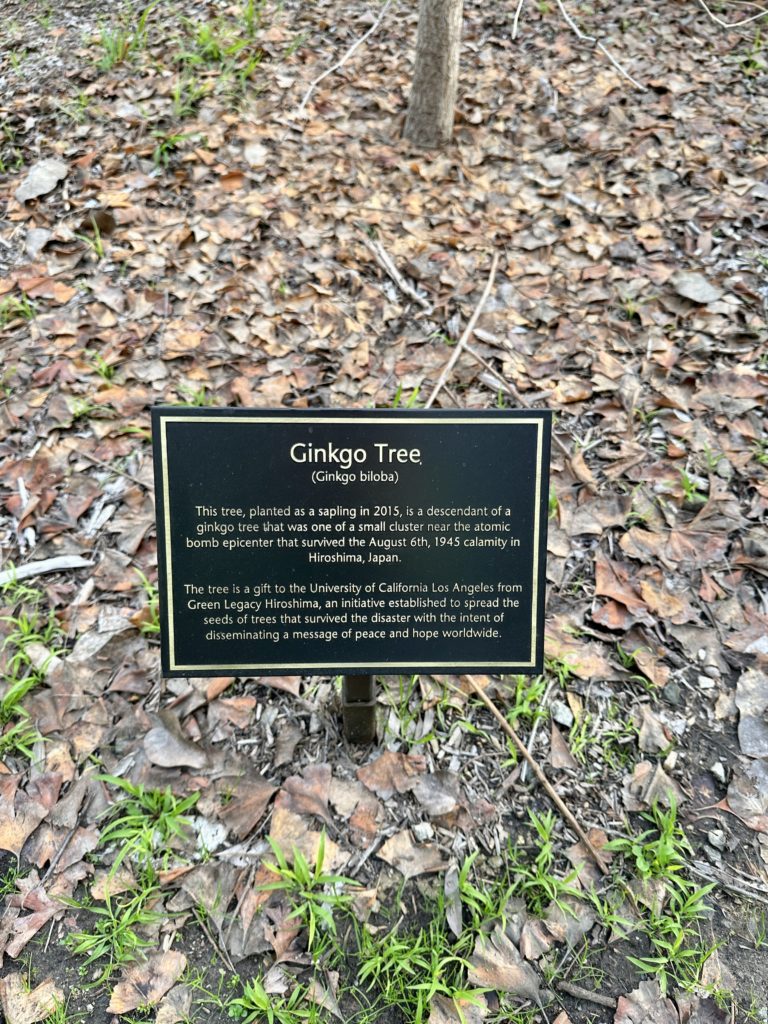 Ginkgo Tree
(Ginkgo biloba)
This tree, planted as a sapling in 2015, is a descendant of a
ginkgo tree that was one of a small cluster near the atomic
bomb epicenter that survived the August 6th, 1945 calamity in
Hiroshima, Japan.
The tree is a gift to the University of California Los Angeles from
Green Legacy Hiroshima, an initiative established to spread the
seeds of trees that survived the disaster with the intent of
disseminating a message of peace and hope worldwide.